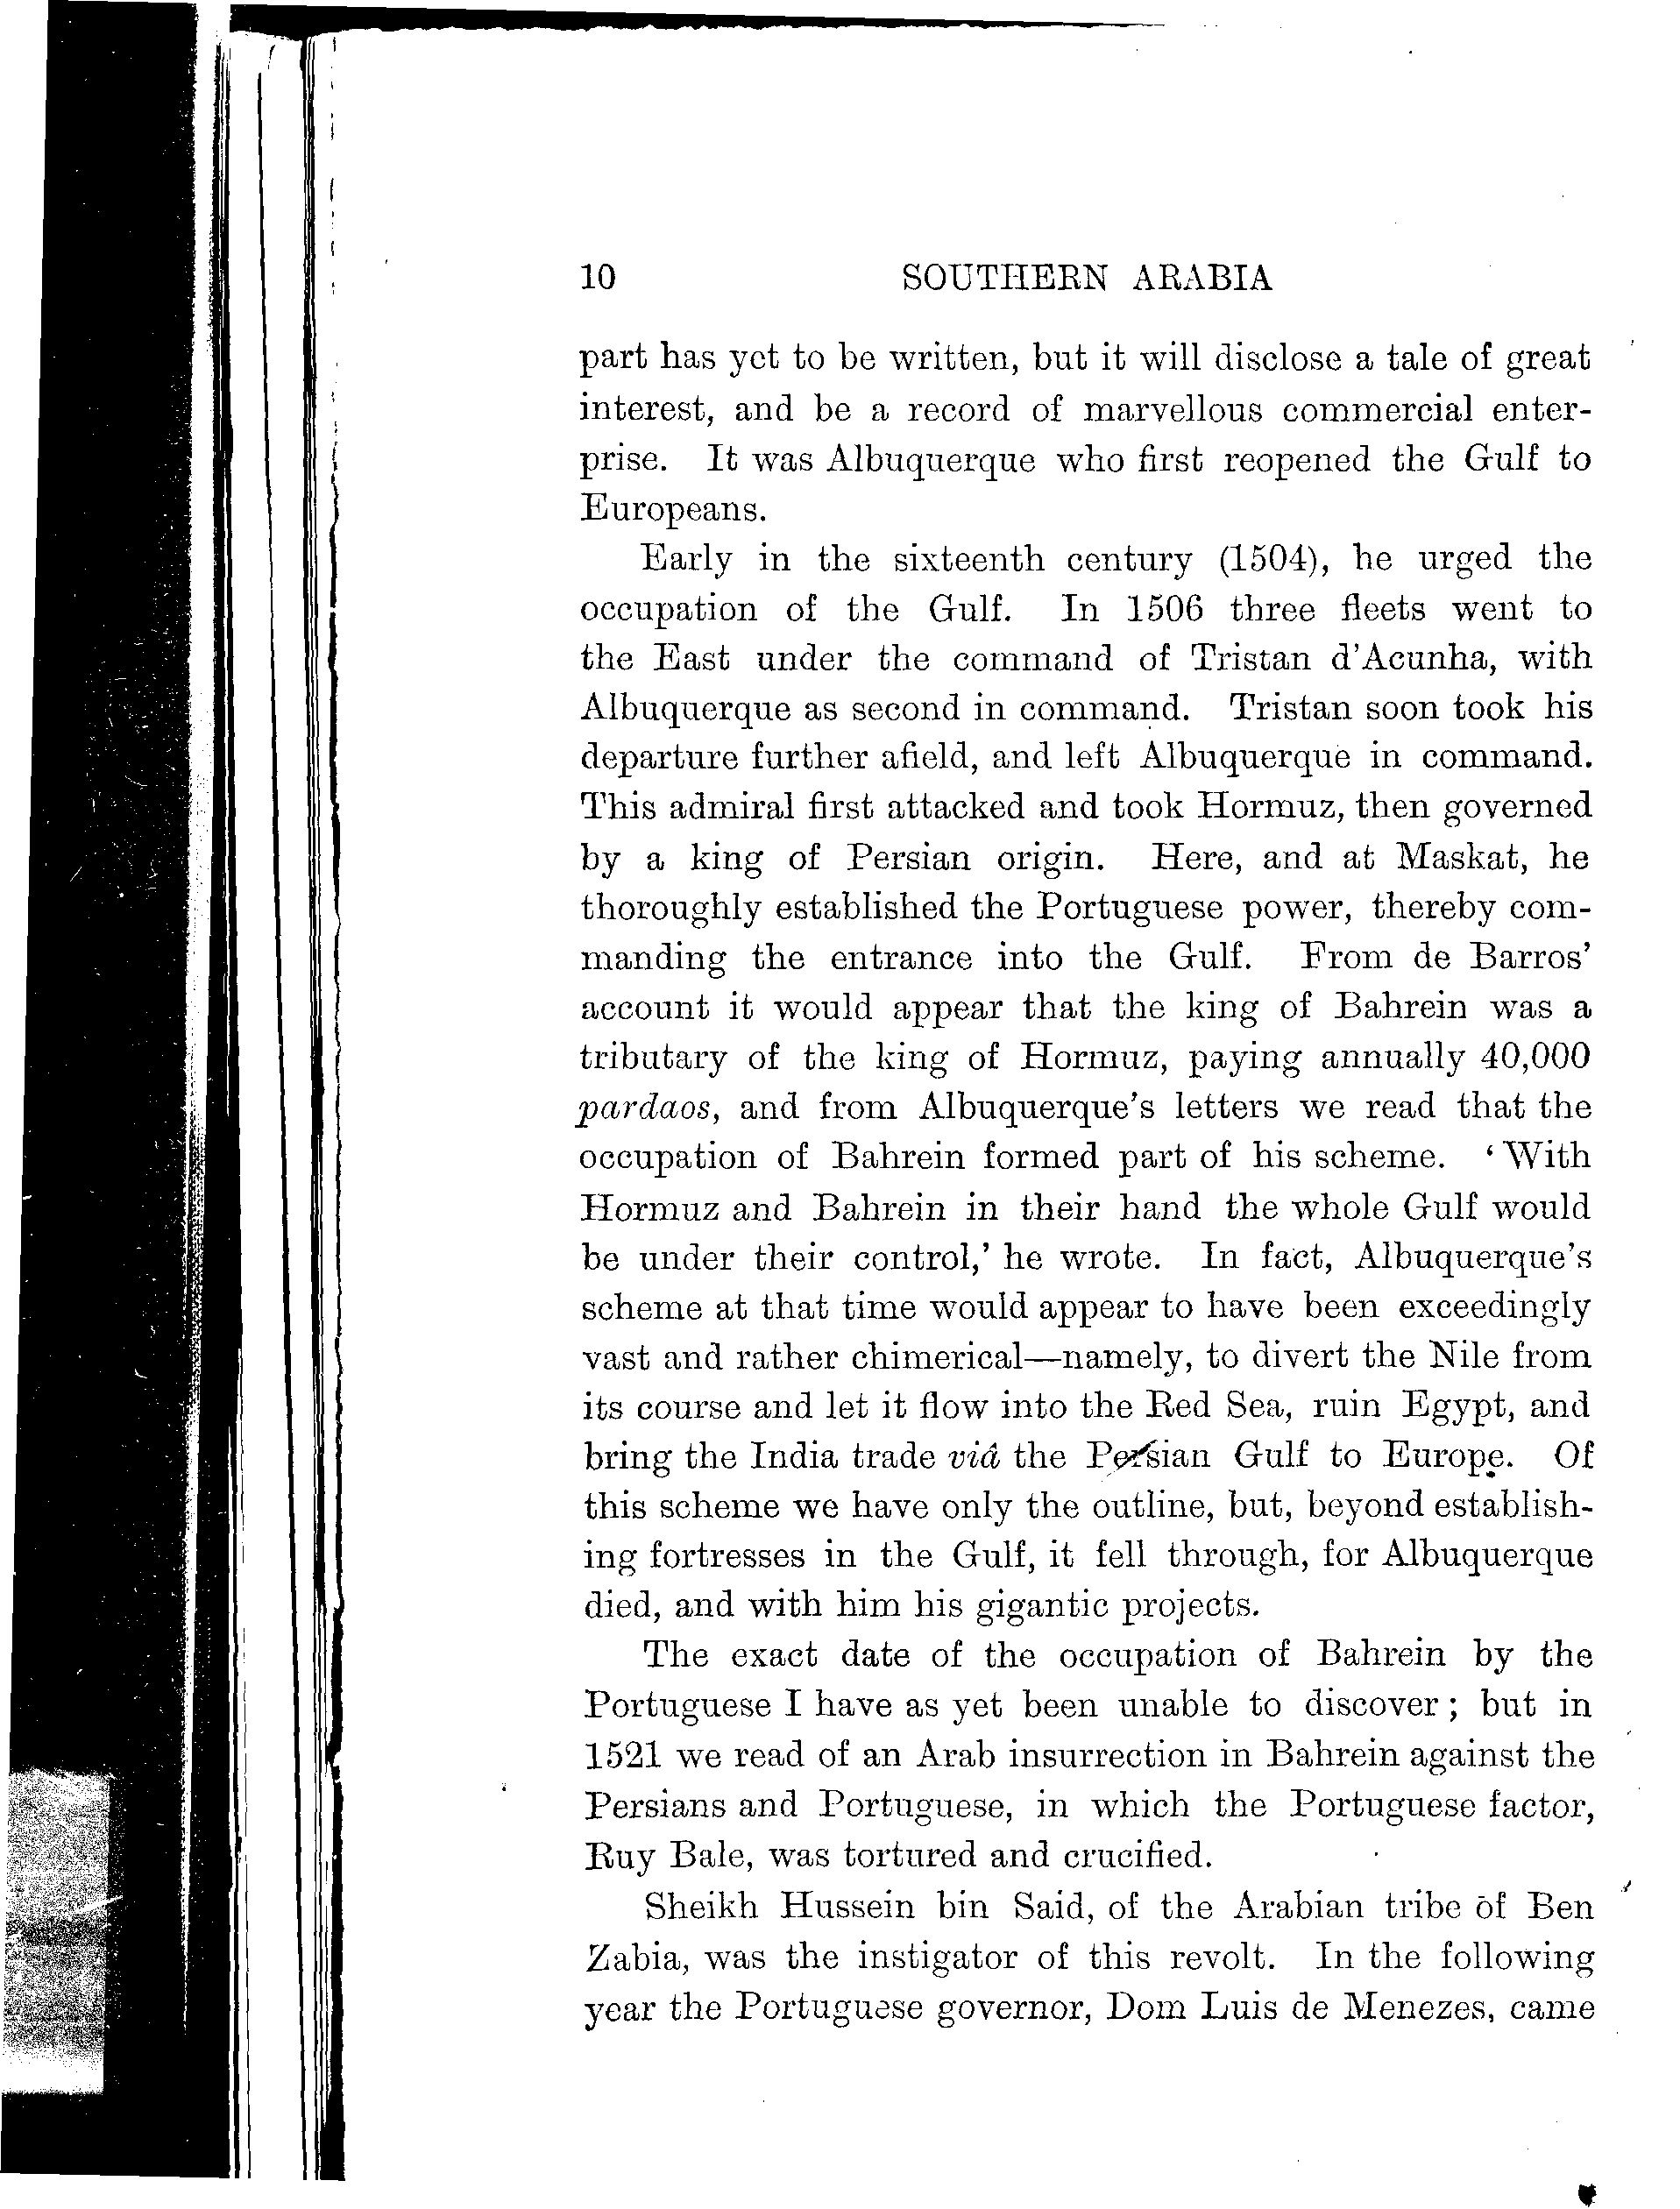 10 SOUTHERN ARABIA
part has yet to be written, but it will disclose a tale of great
interest, and be a record of marvellous commercial enter-
prise. It was Albuquerque who first reopened the Gulf to
Europeans.
Early in the sixteenth century (1504), he urged the
occupation of the Gulf. In 1506 three fleets went to
the East under the command of Tristan d'Acunha, with
Albuquerque as second in command. Tristan soon took his
departure further afield, and left Albuquerque in command.
This admiral first attacked and took Hormuz, then governed
by a king of Persian origin. Here, and at Maskat, he
thoroughly established the Portuguese power, thereby com-
manding the entrance into the Gulf. From de Barros'
account it would appear that the king of Bahrein was a
tributary of the king of Hormuz, paying annually 40,000
pardaos, and from Albuquerque's letters we read that the
occupation of Bahrein formed part of his scheme. ‘With
Hormuz and Bahrein in their hand the whole Gulf would
be under their control,’ he wrote. In fact, Albuquerque's
scheme at that time would appear to have been exceedingly
vast and rather chimerical—namely, to divert the Nile from
its course and let it flow into the Red Sea, ruin Egypt, and
bring the India trade viâ the Persian Gulf to Europe. Of
this scheme we have only the outline, but, beyond establish-
ing fortresses in the Gulf, it fell through, for Albuquerque
died, and with him his gigantic projects.
The exact date of the occupation of Bahrein by the
Portuguese I have as yet been unable to discover; but in
1521 we read of an Arab insurrection in Bahrein against the
Persians and Portuguese, in which the Portuguese factor,
Ruy Bale, was tortured and crucified.
Sheikh Hussein bin Said, of the Arabian tribe of Ben
Zabia, was the instigator of this revolt. In the following
year the Portuguese governor, Dom Luis de Menezes, came